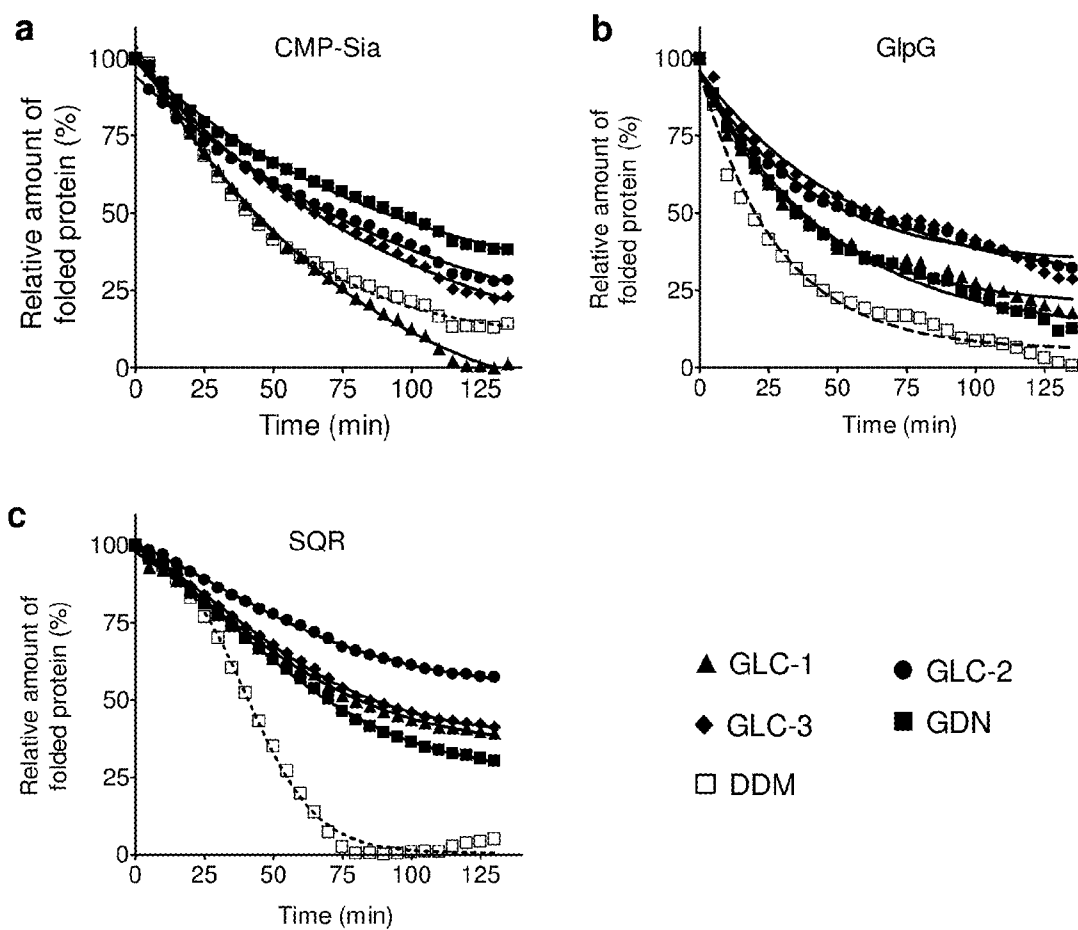 a
CMP-Sia
Relative amount of
folded protein (%)
100
75
50
25
0
0 25 50 75 100 125
Time (min)
b
GlpG
Relative amount of
folded protein (%)
100
75
50
25
0
0 25 50 75 100 125
Time (min)
c
SQR
Relative amount of
folded protein (%)
100
75
50
25
0
0 25 50 75 100 125
Time (min)
GLC-1
GLC-2
GLC-3
GDN
DDM